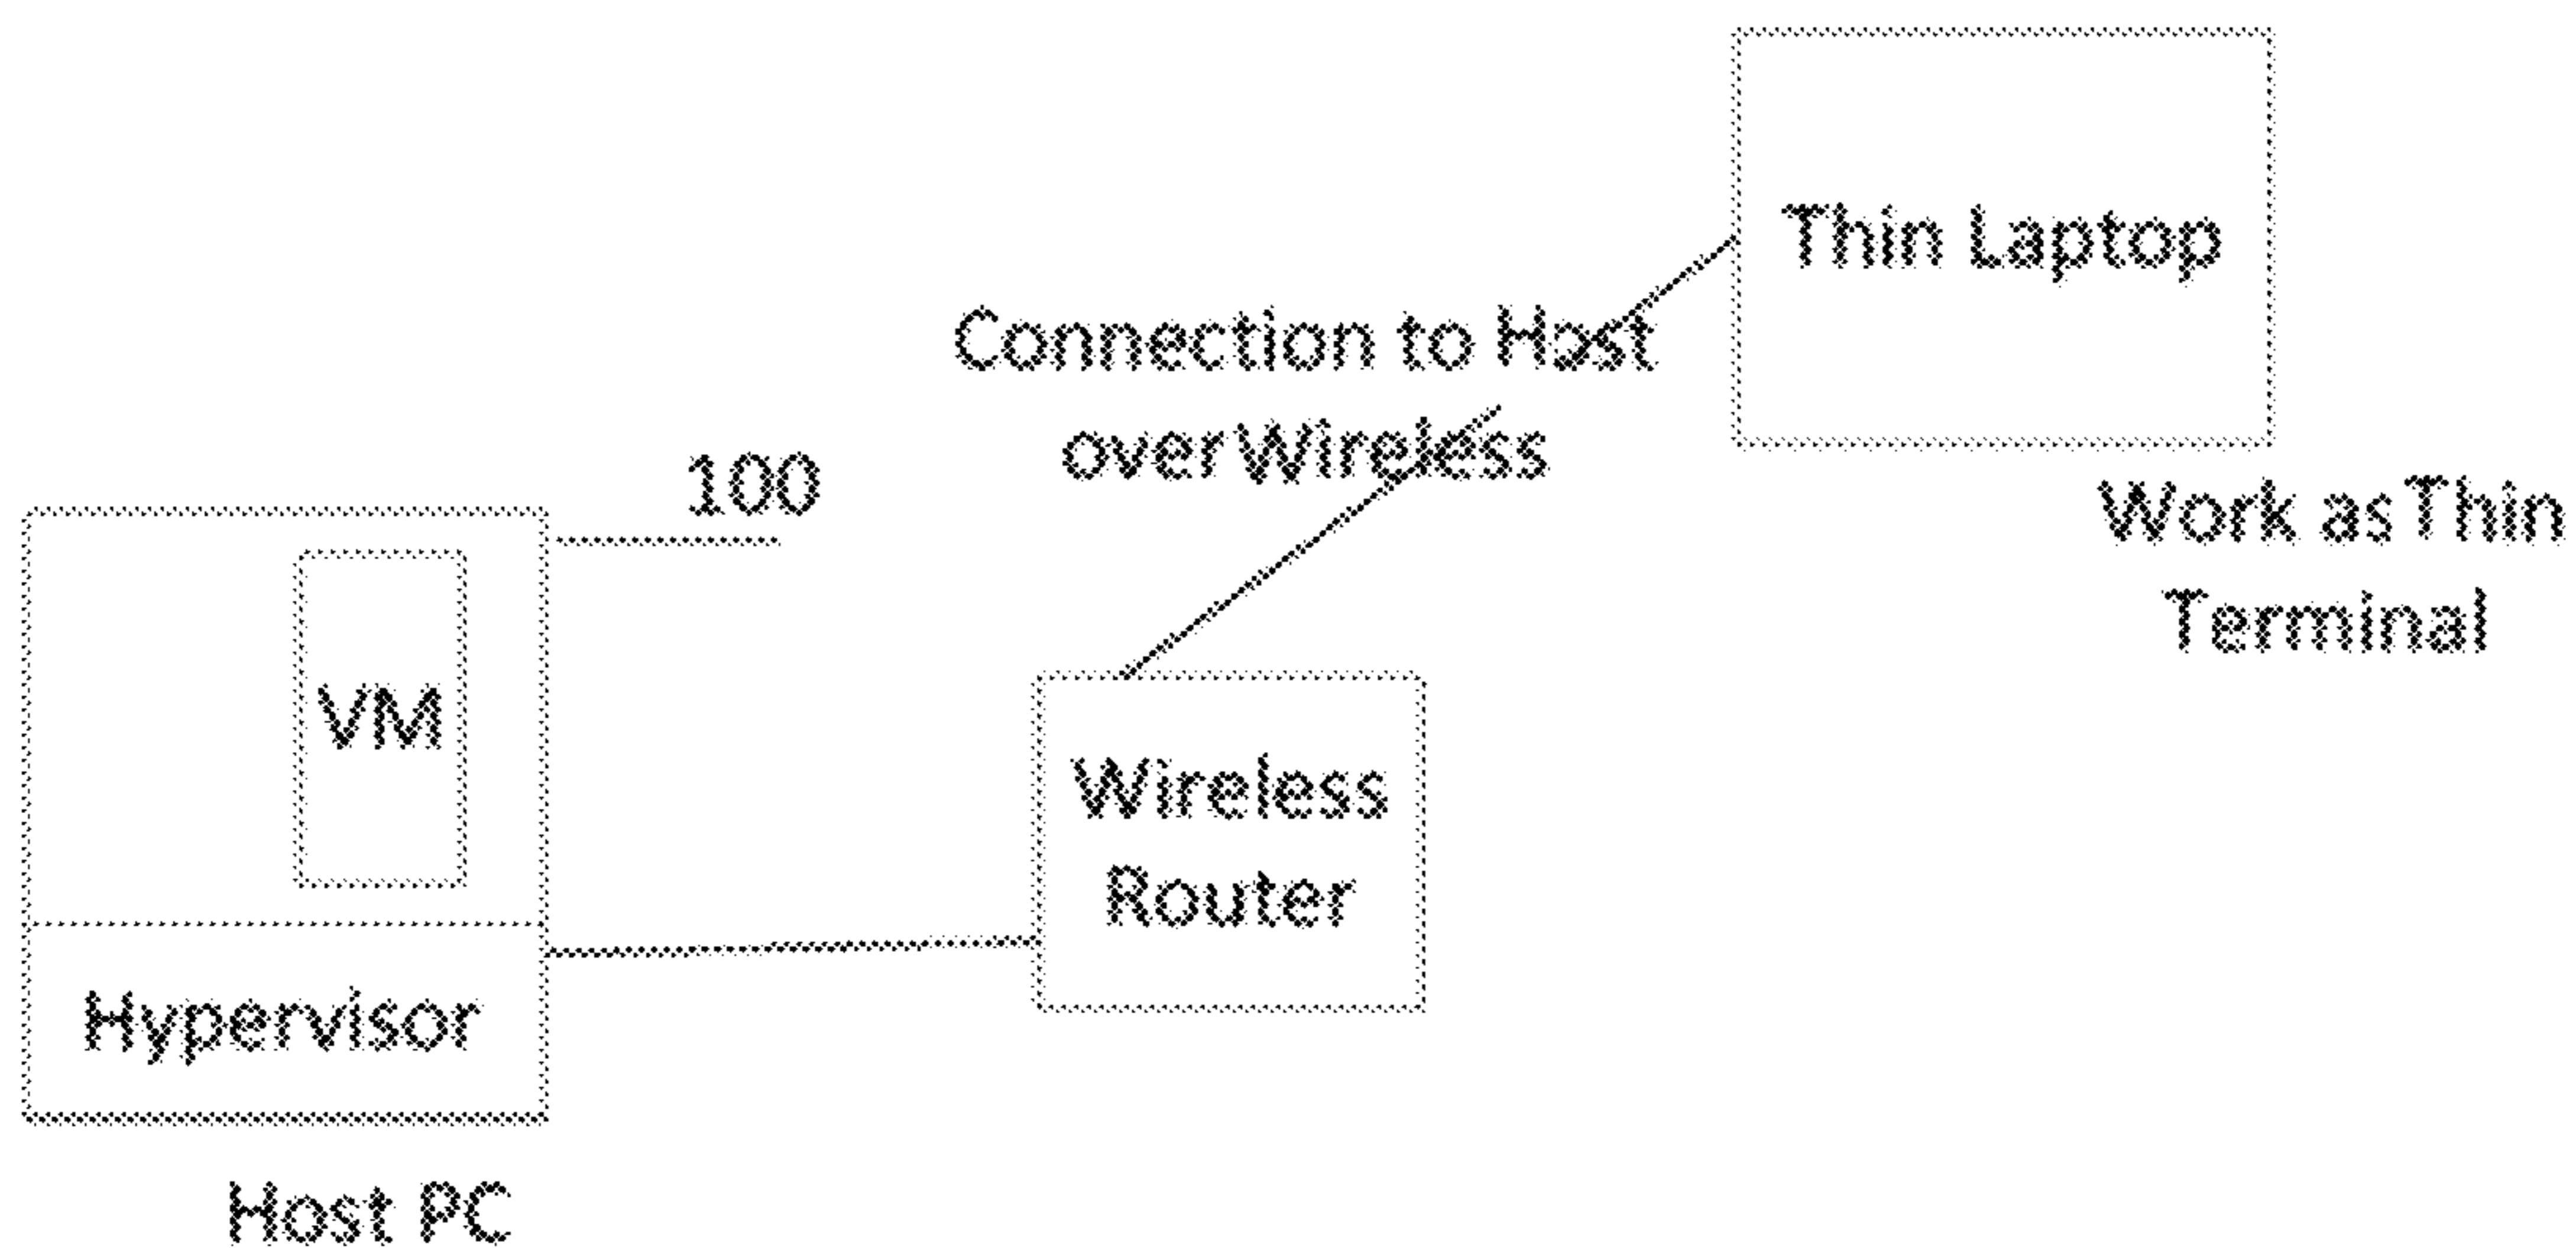 Thin Laptop
Connection to Host
over Wireless
Work as Thin
Terminal
100
VM
Wireless
Router
Hypervisor
Host PC